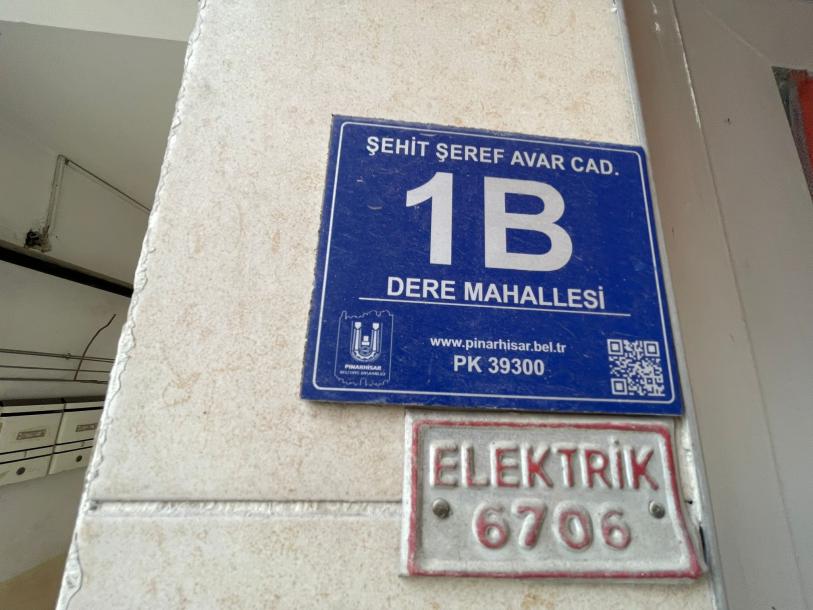 ŞEHİT ŞEREF AVAR CAD.
1B
DERE MAHALLESİ
www.pinarhisar.bel.tr
PK 39300
PINARHİSAR
ELEKTRİK
6706